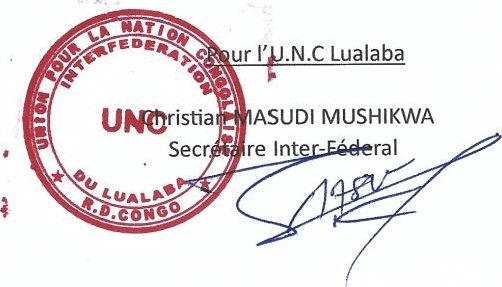 UNION POUR LA NATION CONGOLAISE
INTERFEDERATION
UNC
DU LUALABA
R.D.CONGO
Pour l'U.N.C Lualaba
Christian MASUDI MUSHIKWA
Secrétaire Inter-Féderal